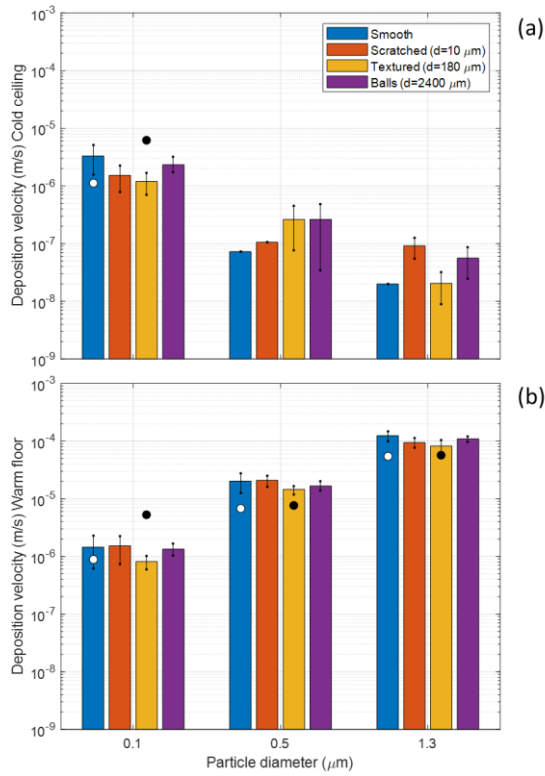 (a)
10⁻³
10⁻⁴
10⁻⁵
10⁻⁶
10⁻⁷
10⁻⁸
10⁻⁹
Deposition velocity (m/s) Cold ceiling
Smooth
Scratched (d=10 μm)
Textured (d=180 μm)
Balls (d=2400 μm)
(b)
10⁻³
10⁻⁴
10⁻⁵
10⁻⁶
10⁻⁷
10⁻⁸
10⁻⁹
Deposition velocity (m/s) Warm floor
0.1 0.5 1.3
Particle diameter (μm)